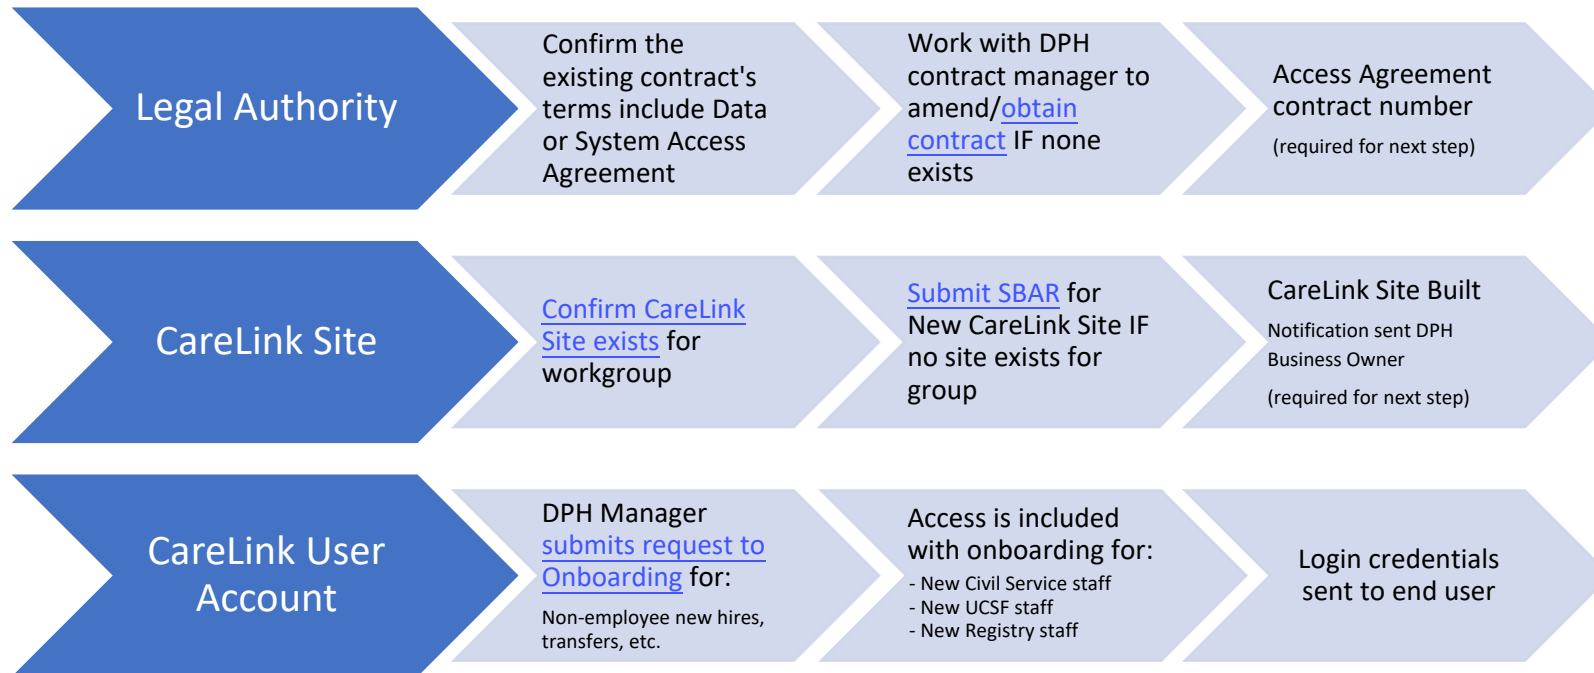 Legal Authority
Confirm the
existing contract's
terms include Data
or System Access
Agreement
Work with DPH
contract manager to
amend/obtain
contract IF none
exists
Access Agreement
contract number
(required for next step)
CareLink Site
Confirm CareLink
Site exists for
workgroup
Submit SBAR for
New CareLink Site IF
no site exists for
group
CareLink Site Built
Notification sent DPH
Business Owner
(required for next step)
CareLink User
Account
DPH Manager
submits request to
Onboarding for:
Non-employee new hires,
transfers, etc.
Access is included
with onboarding for:
- New Civil Service staff
- New UCSF staff
- New Registry staff
Login credentials
sent to end user